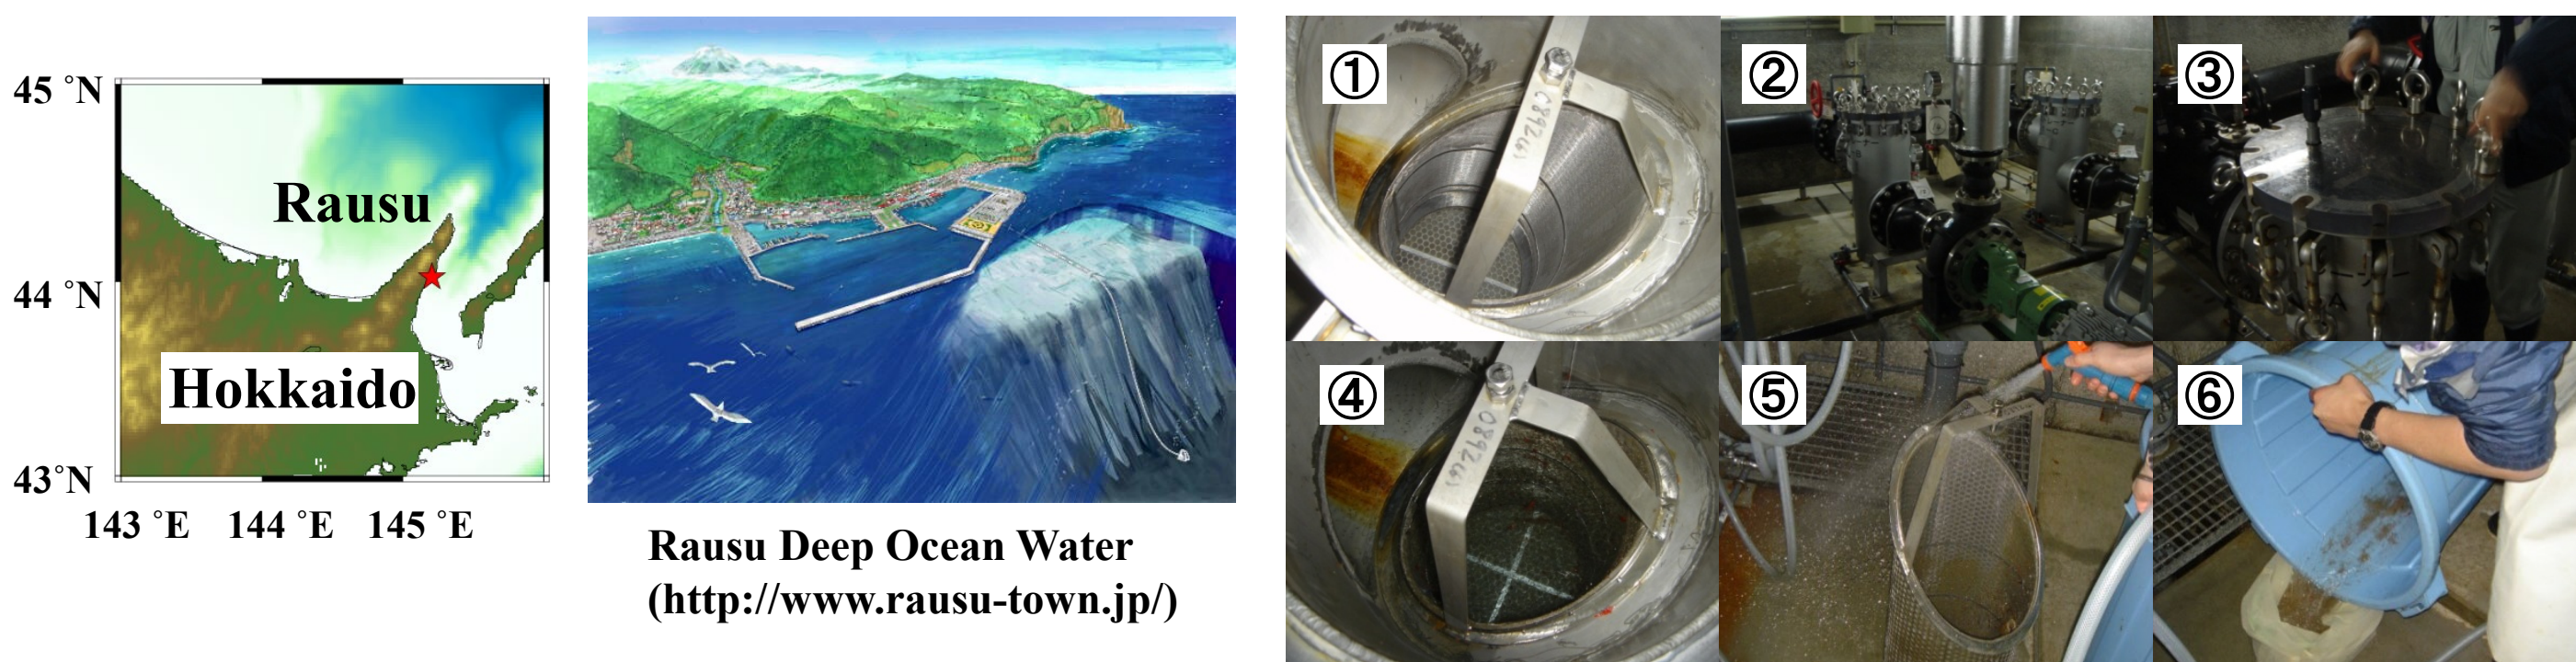 45 °N
44 °N
43°N
143 °E 144 °E 145 °E
Rausu
Hokkaido
Rausu Deep Ocean Water
(http://www.rausu-town.jp/)
①
②
③
④
⑤
⑥